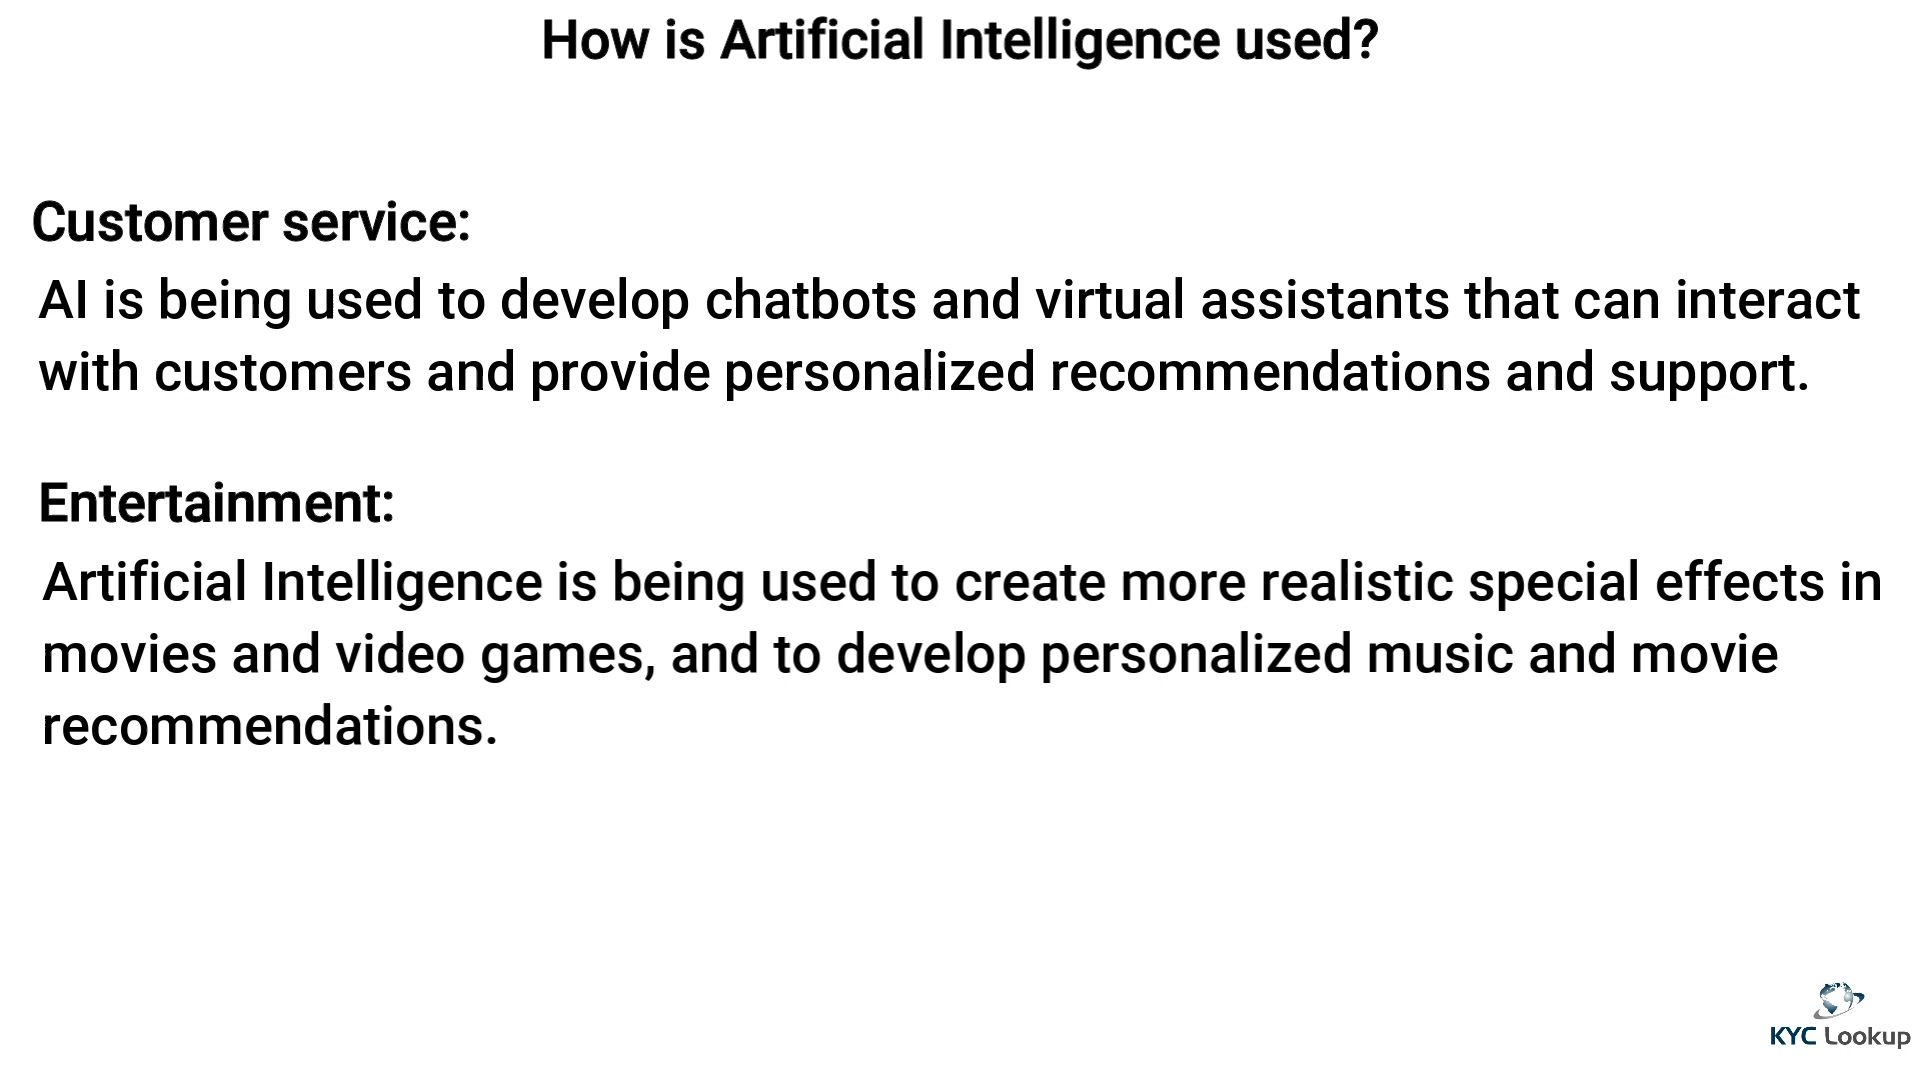 How is Artificial Intelligence used?
Customer service:
AI is being used to develop chatbots and virtual assistants that can interact
with customers and provide personalized recommendations and support.
Entertainment:
Artificial Intelligence is being used to create more realistic special effects in
movies and video games, and to develop personalized music and movie
recommendations.
KYC Lookup